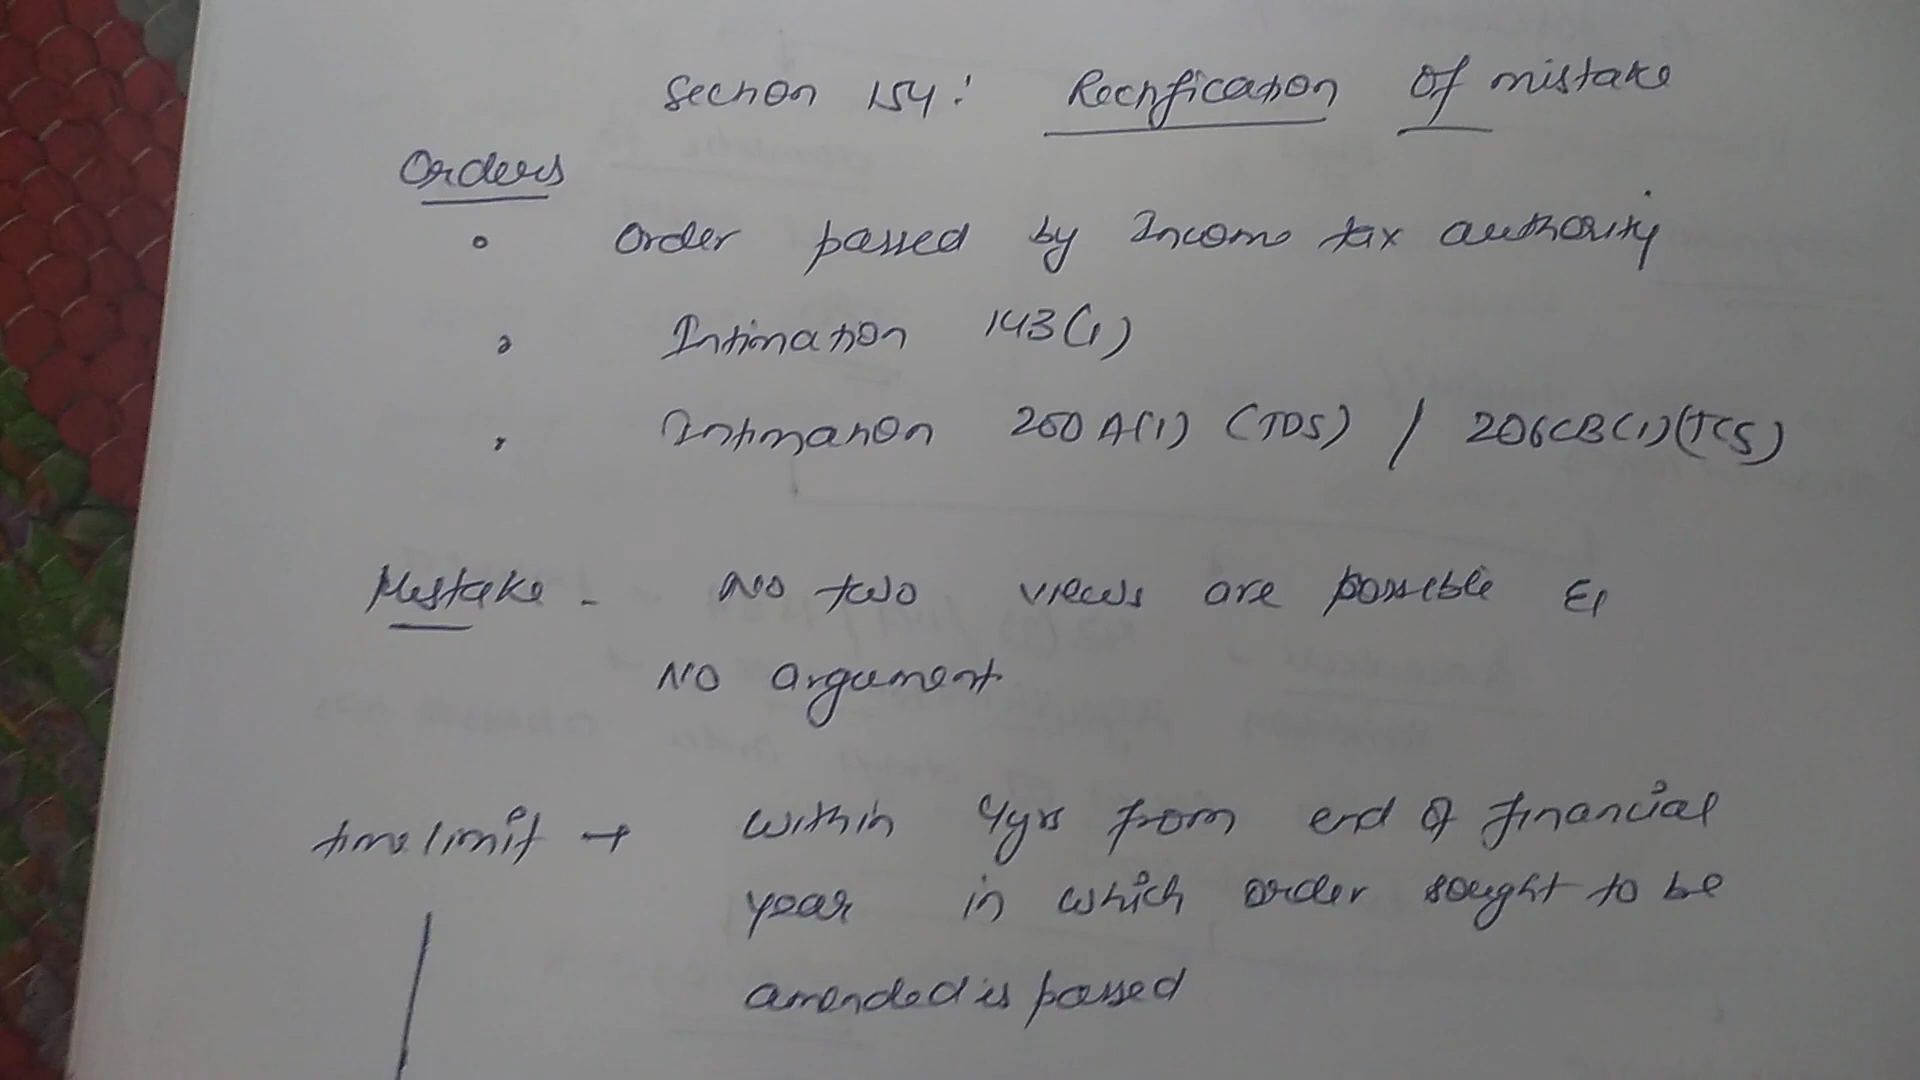 Section 154: Rectification of mistake
Orders
Order passed by Income tax authority
Intimation 143(1)
Intimation 200A(1) (TDS) / 206CB(1)(TCS)
Mistake - No two views are possible &
No argument
time limit → within 4yrs from end of financial
year in which order sought to be
amended is passed